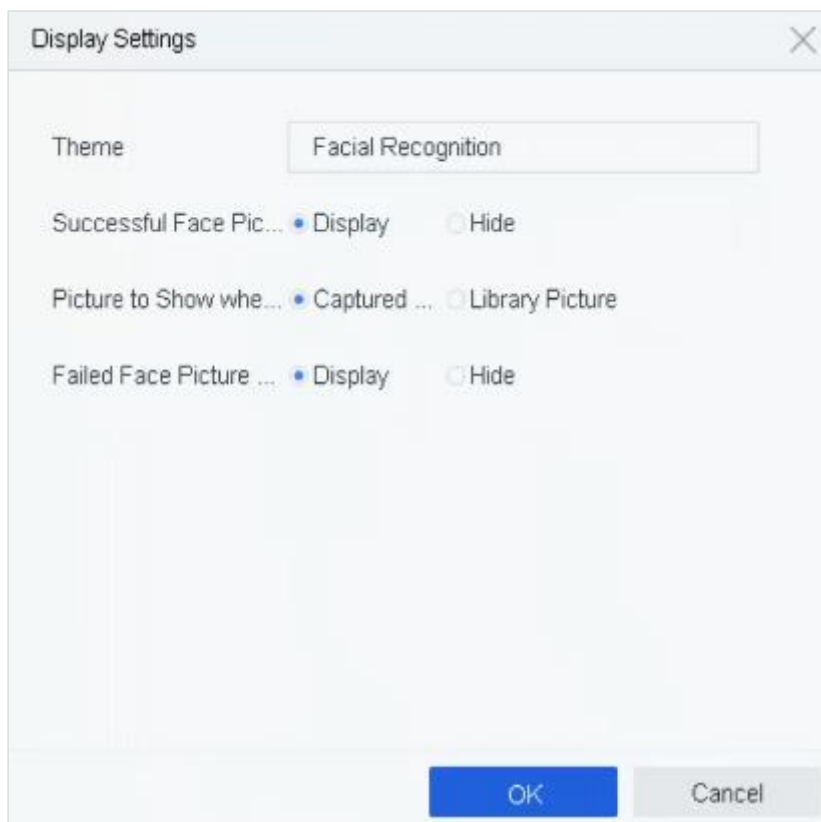 Display Settings
Theme Facial Recognition
Successful Face Pic... Display Hide
Picture to Show whe... Captured ... Library Picture
Failed Face Picture ... Display Hide
OK Cancel